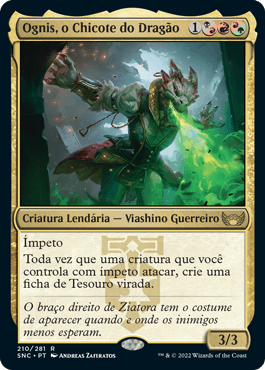 Ognis, o Chicote do Dragão
1
Criatura Lendária — Viashino Guerreiro
Ímpeto
Toda vez que uma criatura que você
controla com ímpeto atacar, crie uma
ficha de Tesouro virada.
O braço direito de Ziatora tem o costume
de aparecer quando e onde os inimigos
menos esperam.
3/3
210/281 R
SNC • PT Andreas Zafiratos
™ & © 2022 Wizards of the Coast